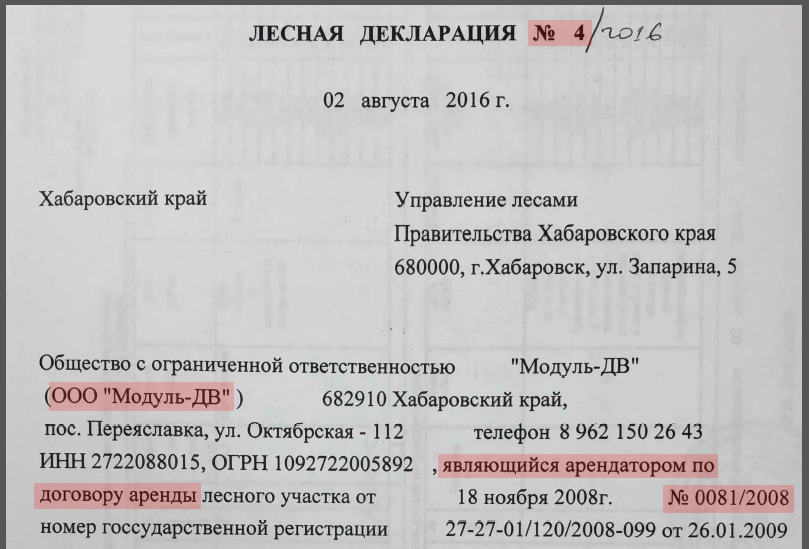 ЛЕСНАЯ ДЕКЛАРАЦИЯ № 4/2016
02 августа 2016 г.
Хабаровский край Управление лесами
Правительства Хабаровского края
680000, г.Хабаровск, ул. Запарина, 5
Общество с ограниченной ответственностью "Модуль-ДВ"
(ООО "Модуль-ДВ" ) 682910 Хабаровский край,
пос. Переяславка, ул. Октябрская - 112 телефон 8 962 150 26 43
ИНН 2722088015, ОГРН 1092722005892 , являющийся арендатором по
договору аренды лесного участка от 18 ноября 2008г. № 0081/2008
номер госсударственной регистрации 27-27-01/120/2008-099 от 26.01.2009